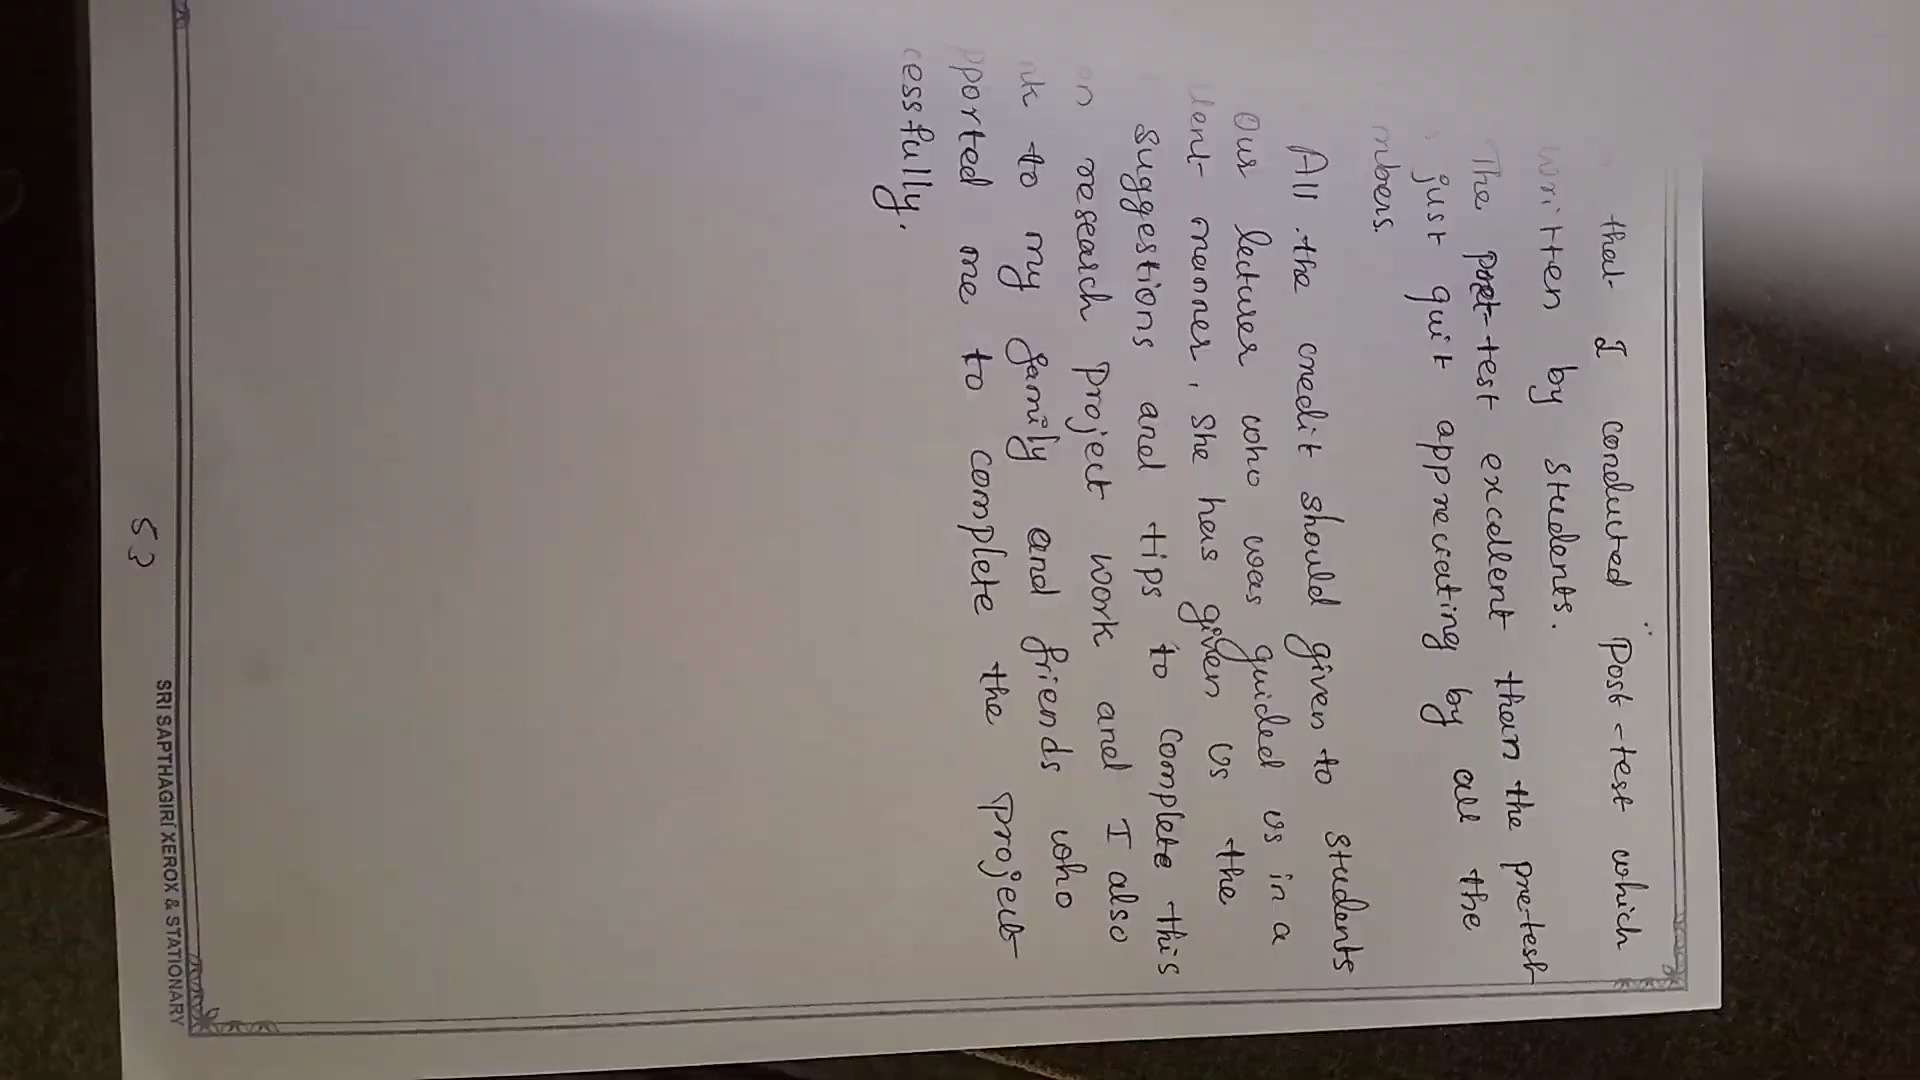 that I conducted Post-test which
written by students.
The post-test excellent than the pre-test
just quit appreciating by all the
mbers.
All the credit should given to students
Our lecturer who was guided us in a
lent manner, she has given us the
suggestions and tips to complete this
on research project work and I also
nk to my family and friends who
pported me to complete the project
cessfully.
53
SRI SAPTHAGIRI XEROX & STATIONARY